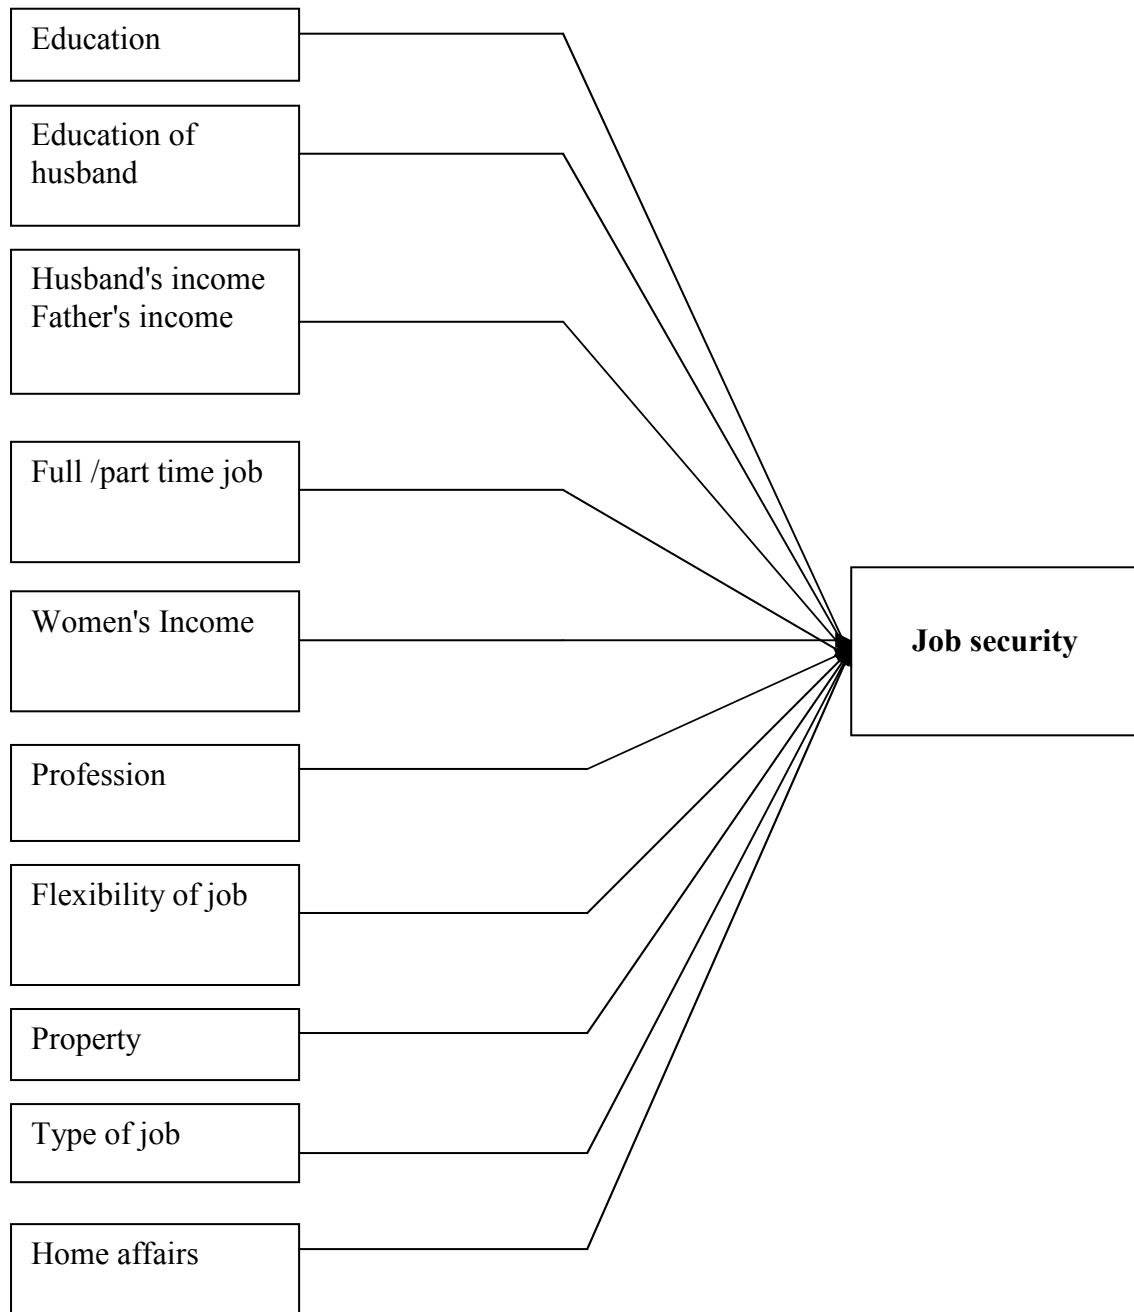 Education
Education of
husband
Husband's income
Father's income
Full /part time job
Women's Income
Job security
Profession
Flexibility of job
Property
Type of job
Home affairs